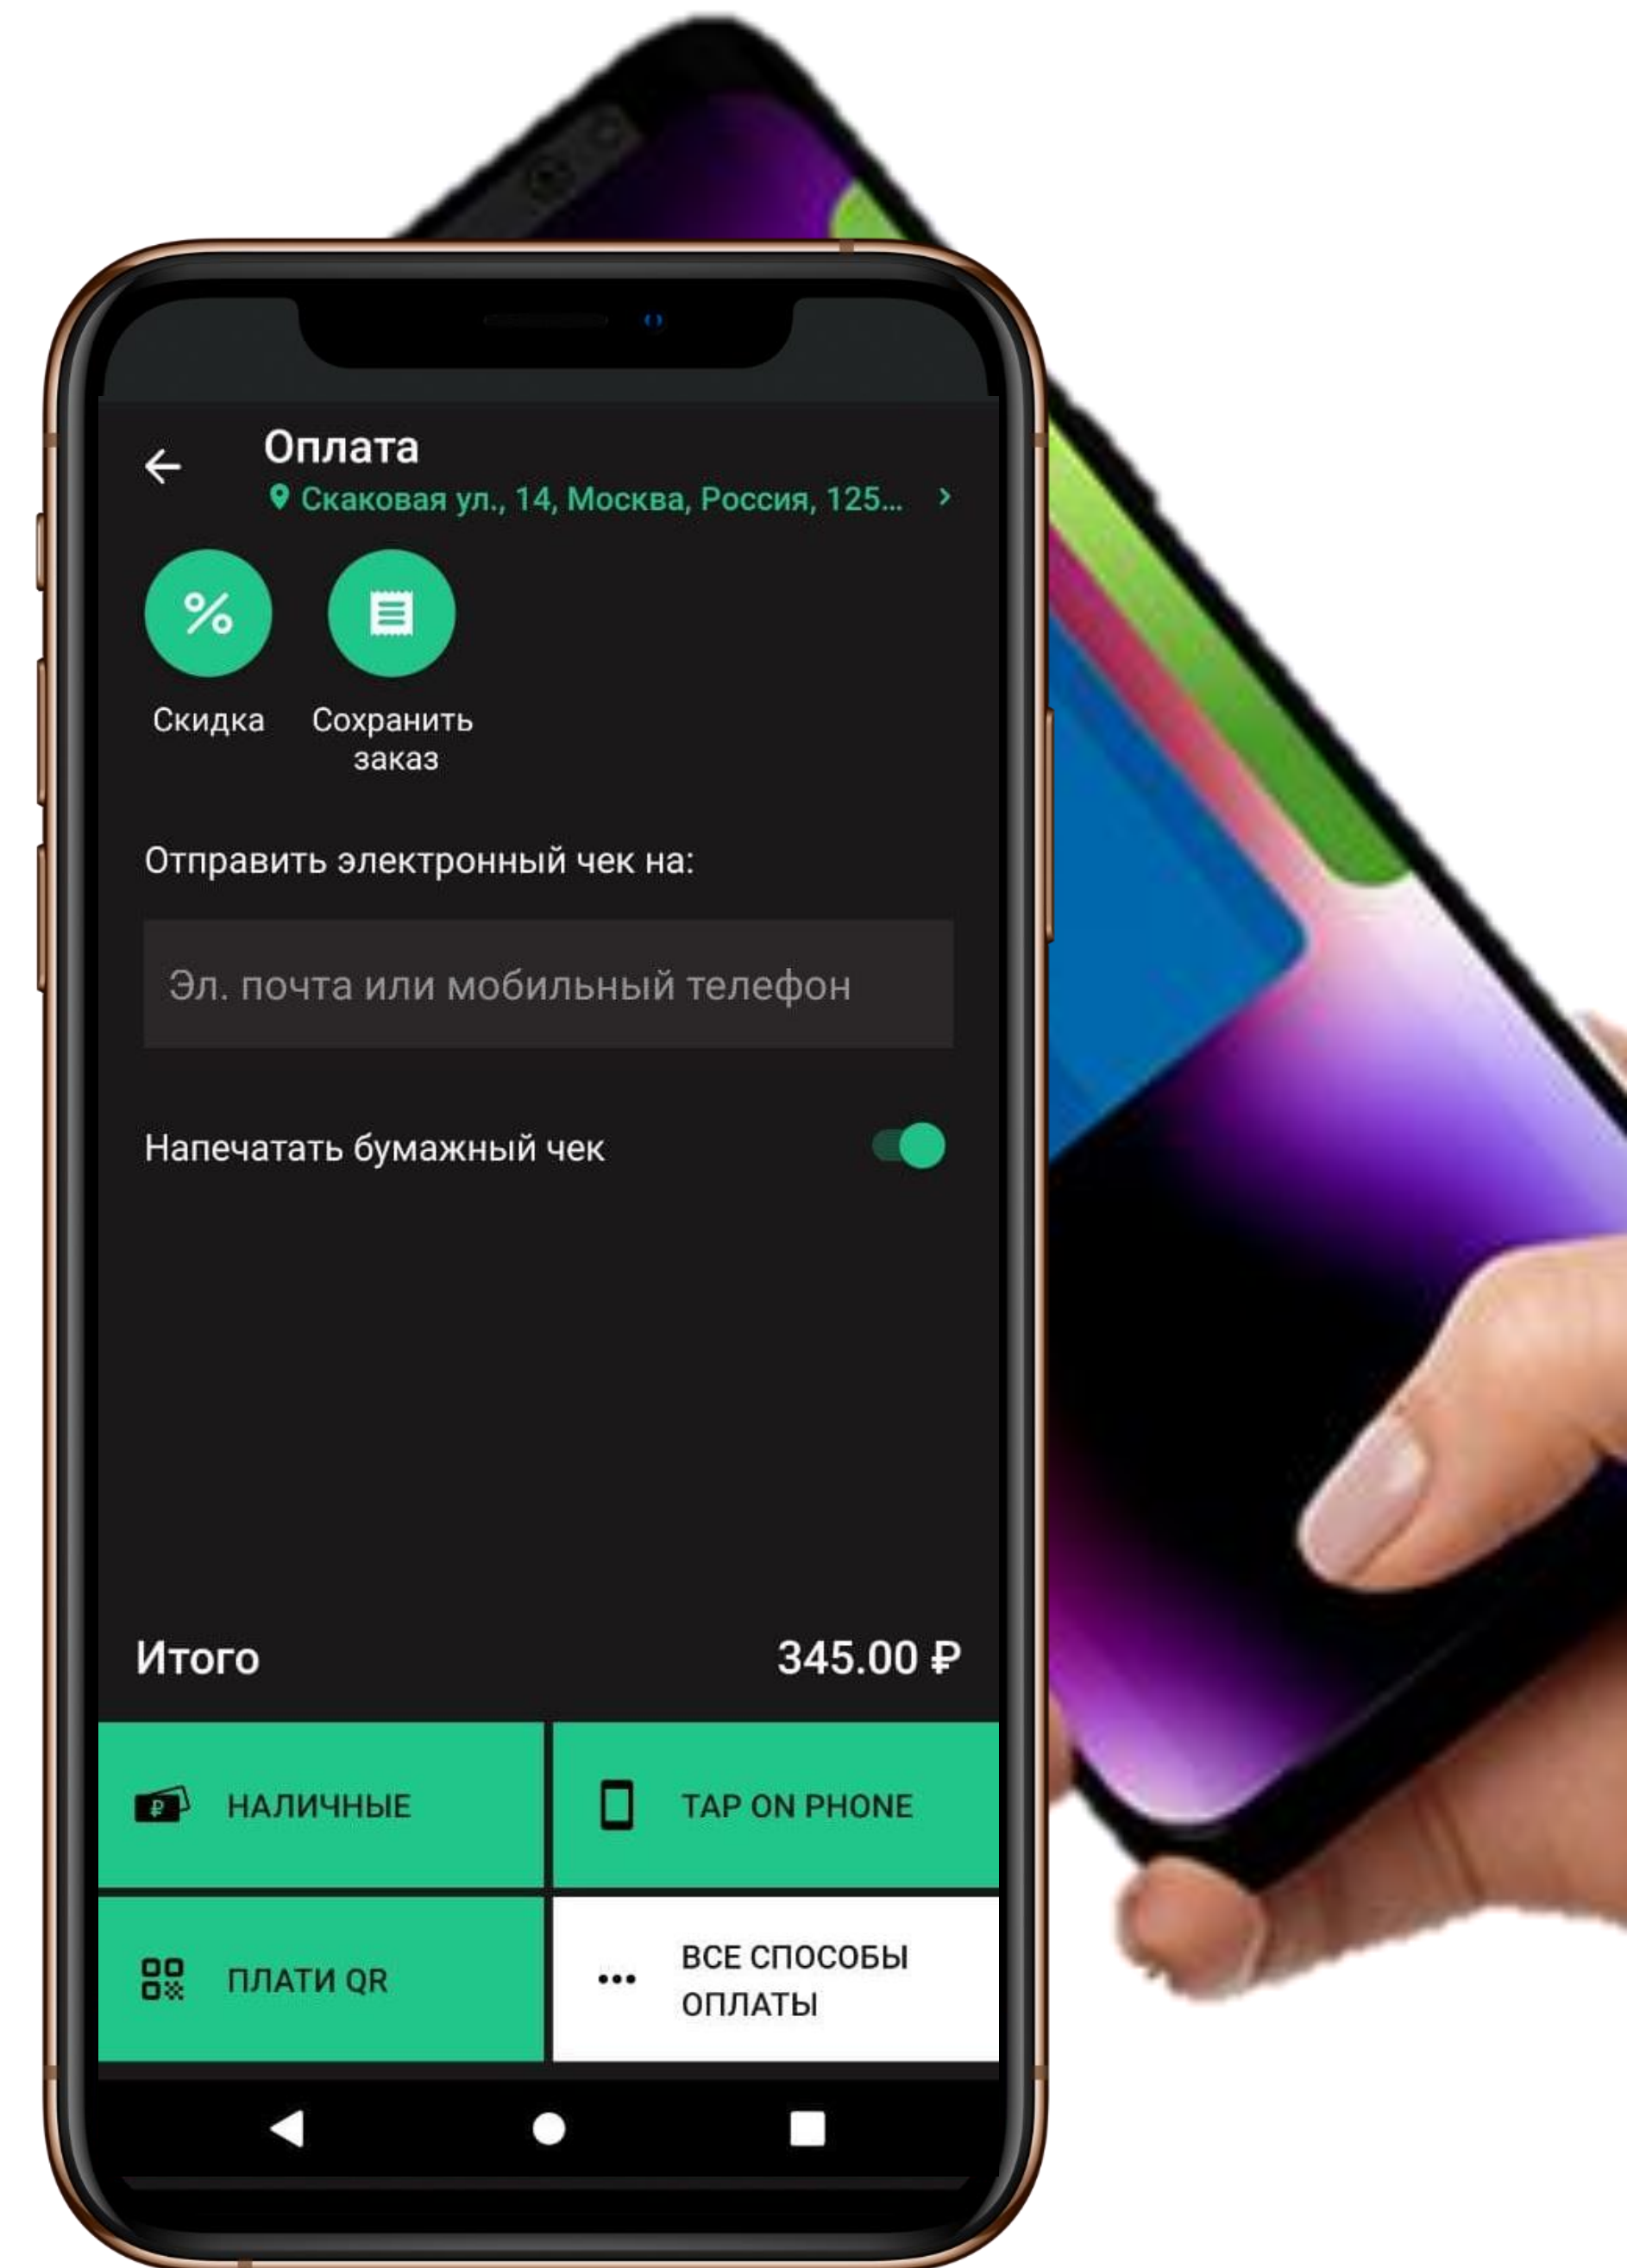 Оплата
Скаковая ул., 14, Москва, Россия, 125...
%
Скидка
Сохранить
заказ
Отправить электронный чек на:
Эл. почта или мобильный телефон
Напечатать бумажный чек
Итого 345.00 ₽
₽ НАЛИЧНЫЕ
TAP ON PHONE
ПЛАТИ QR
ВСЕ СПОСОБЫ
ОПЛАТЫ